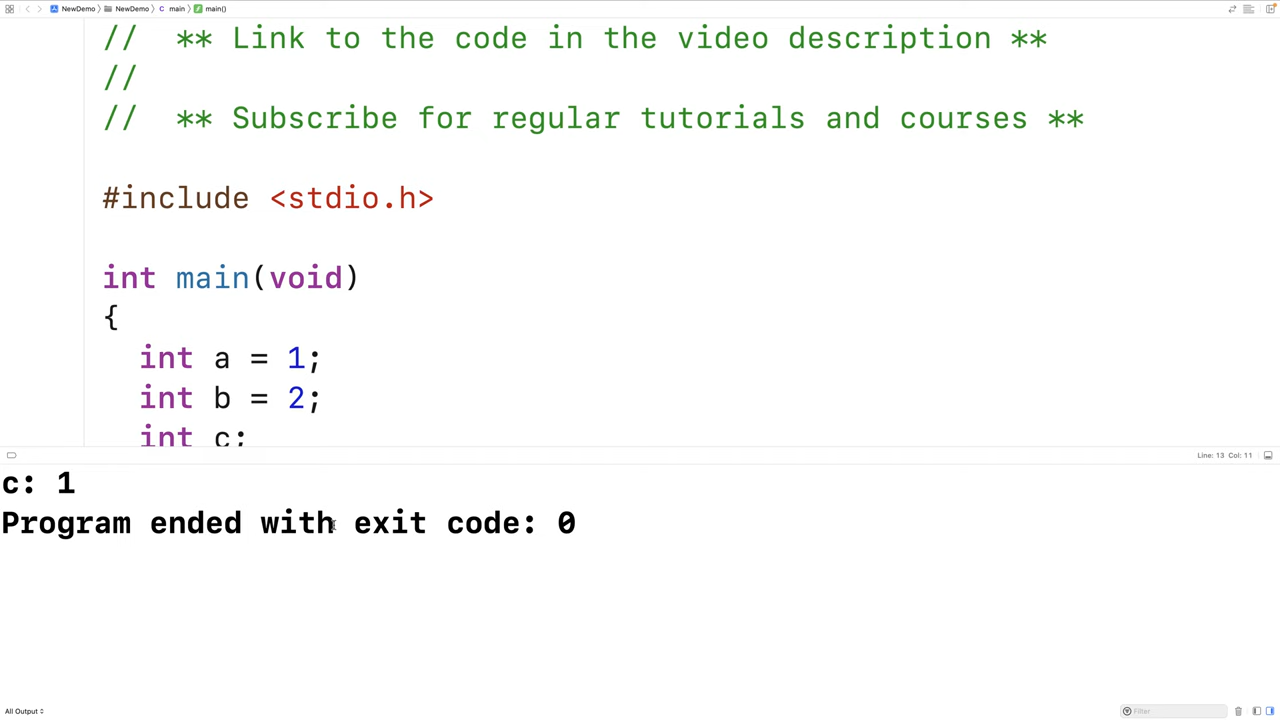 NewDemo NewDemo C main main()
// ** Link to the code in the video description **
//
// ** Subscribe for regular tutorials and courses **
#include <stdio.h>
int main(void)
{
int a = 1;
int b = 2;
int c;
Line: 13 Col: 11
c: 1
Program ended with exit code: 0
All Output
Filter